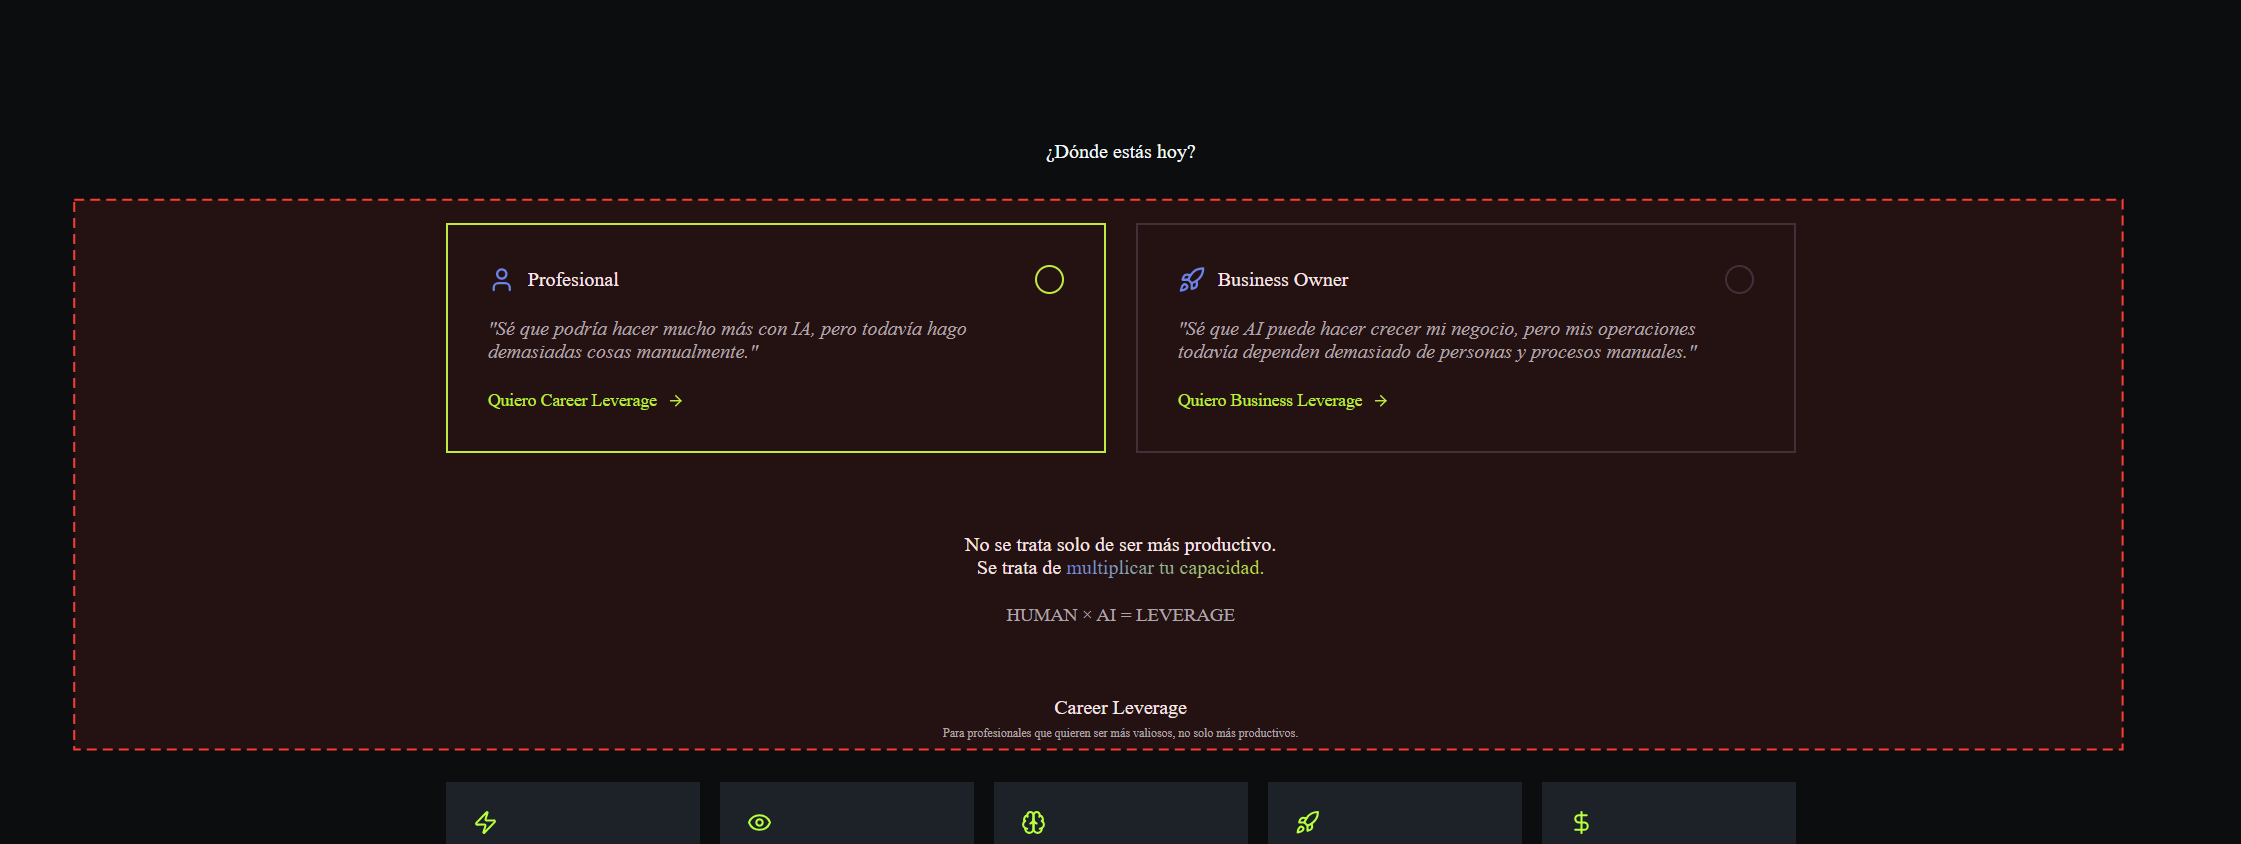 ¿Dónde estás hoy?
Profesional
"Sé que podría hacer mucho más con IA, pero todavía hago
demasiadas cosas manualmente."
Quiero Career Leverage →
Business Owner
"Sé que AI puede hacer crecer mi negocio, pero mis operaciones
todavía dependen demasiado de personas y procesos manuales."
Quiero Business Leverage →
No se trata solo de ser más productivo.
Se trata de multiplicar tu capacidad.
HUMAN × AI = LEVERAGE
Career Leverage
Para profesionales que quieren ser más valiosos, no solo más productivos.